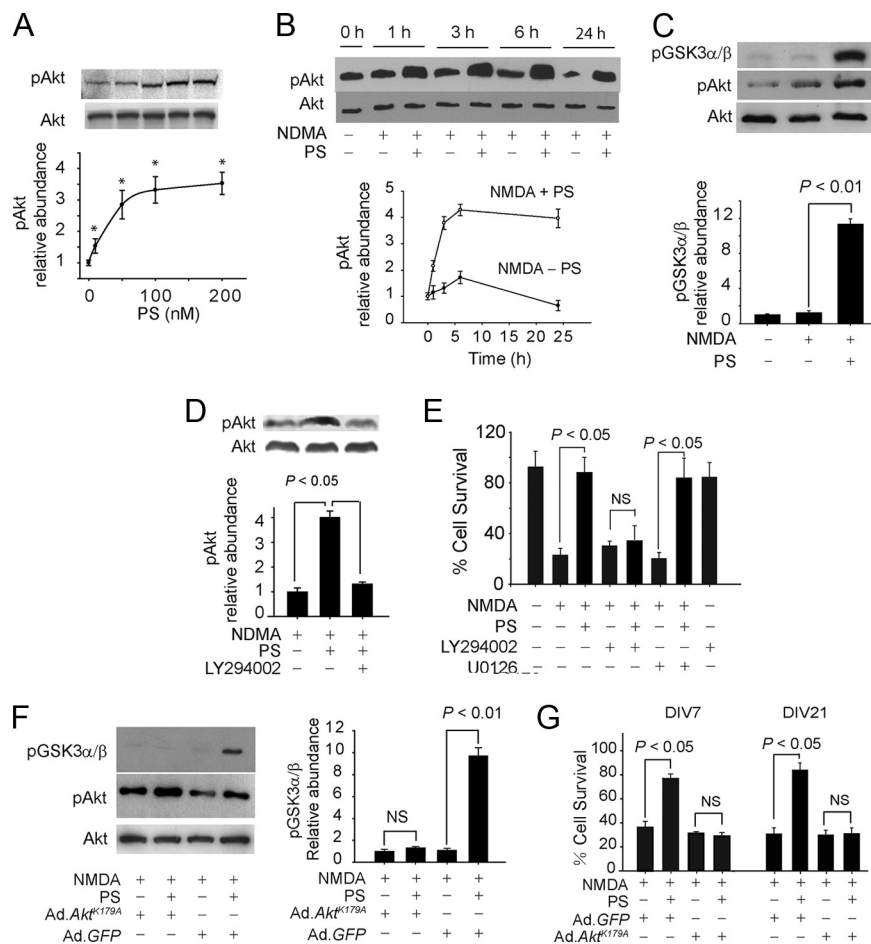 A
pAkt
Akt
pAkt
relative abundance
4
3
2
1
*
*
*
*
0
100
200
PS (nM)
B
0 h
1 h
3 h
6 h
24 h
pAkt
Akt
NDMA
– + + + + + + + +
PS
– – + – + – + – +
pAkt
relative abundance
5
4
3
2
1
0
NMDA + PS
NMDA – PS
0 5 10 15 20 25
Time (h)
C
pGSK3α/β
pAkt
Akt
P < 0.01
pGSK3α/β
relative abundance
12
8
4
0
NMDA – + +
PS – – +
D
pAkt
Akt
P < 0.05
pAkt
relative abundance
4
3
2
1
0
NDMA + + +
PS – + +
LY294002 – – +
E
% Cell Survival
120
80
40
0
P < 0.05
NS
P < 0.05
NMDA – + + + + + + –
PS – – + – + – + –
LY294002 – – – + + – – +
U0126 – – – – – + + –
F
pGSK3α/β
pAkt
Akt
NMDA + + + +
PS – + – +
Ad.Akt^K179A + + – –
Ad.GFP – – + +
pGSK3α/β
Relative abundance
12
10
8
6
4
2
0
NS
P < 0.01
NMDA + + + +
PS – + – +
Ad.Akt^K179A + + – –
Ad.GFP – – + +
G
DIV7
DIV21
% Cell Survival
100
80
60
40
20
0
P < 0.05
NS
P < 0.05
NS
NMDA + + + + + + + +
PS – + – + – + – +
Ad.GFP + + – – + + – –
Ad.Akt^K179A – – + + – – + +